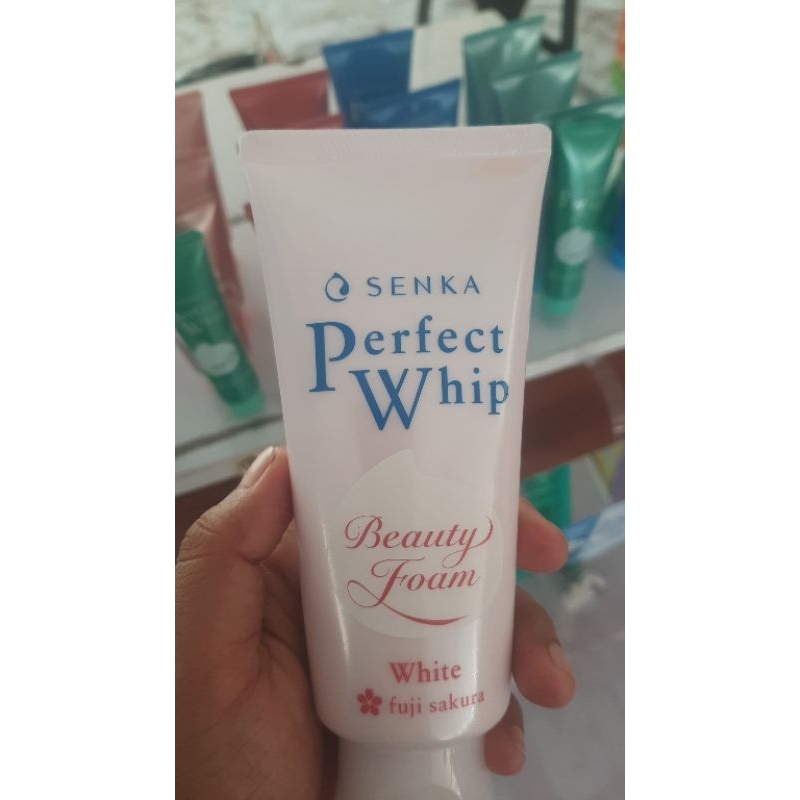 SENKA
Perfect
Whip
Beauty
Foam
White
fuji sakura